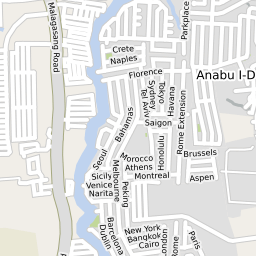 Malagasang Road
Parkplace
Crete
Naples
Florence
Anabu I-D
Tokyo
Sydney
Tel Aviv
Havana
Saigon
Bahamas
Rome Extension
Honolulu
Seoul
Brussels
Morocco
Athens
Montreal
Aspen
Sicily
Venice
Narita
Melbourne
Peking
New York
Bangkok
Cairo
Barcelona
Dublin
Paris